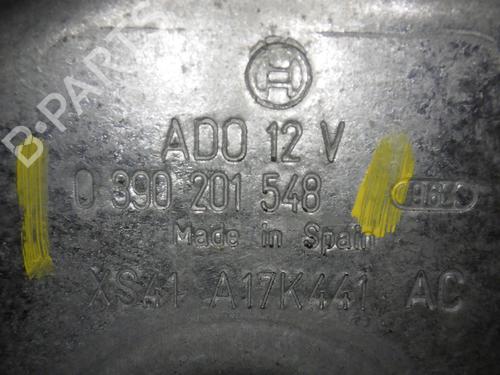 ADO 12 V
0 390 201 548
Made in Spain
XS41 A17K441 AC
B-PARTS